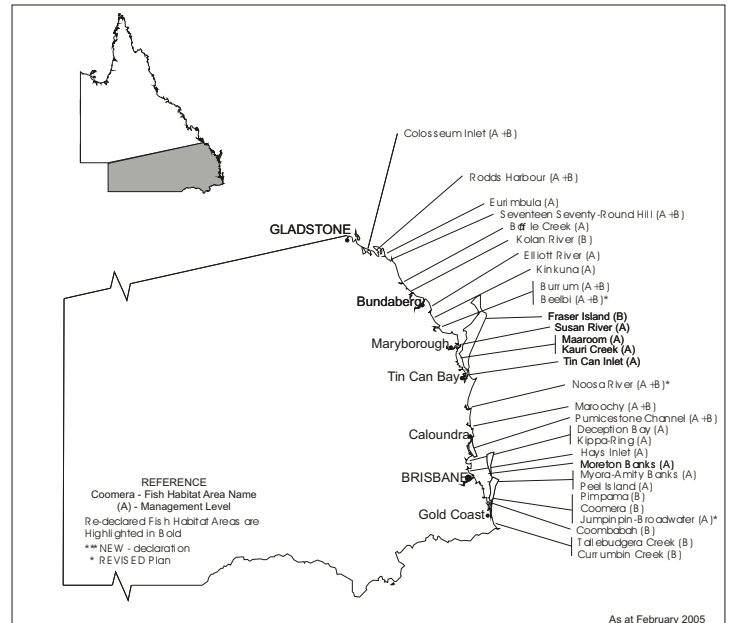 Colosseum Inlet (A+B)
Rodds Harbour (A+B)
Eurimbula (A)
Seventeen Seventy-Round Hill (A+B)
Baffle Creek (A)
Kolan River (B)
Elliott River (A)
Kinkuna (A)
Burrum (A+B)
Beelbi (A+B)*
Fraser Island (B)
Susan River (A)
Maaroom (A)
Kauri Creek (A)
Tin Can Inlet (A)
Noosa River (A+B)*
Maroochy (A+B)
Pumicestone Channel (A+B)
Deception Bay (A)
Kippa-Ring (A)
Hays Inlet (A)
Moreton Banks (A)
Myora-Amity Banks (A)
Peel Island (A)
Pimpama (B)
Coomera (B)
Jumpinpin-Broadwater (A)*
Coombabah (B)
Tallebudgera Creek (B)
Currumbin Creek (B)
GLADSTONE
Bundaberg
Maryborough
Tin Can Bay
Caloundra
BRISBANE
Gold Coast
REFERENCE
Coomera - Fish Habitat Area Name
(A) - Management Level
Re-declared Fish Habitat Areas are
Highlighted in Bold
*** NEW - declaration
* REVISED Plan
As at February 2005